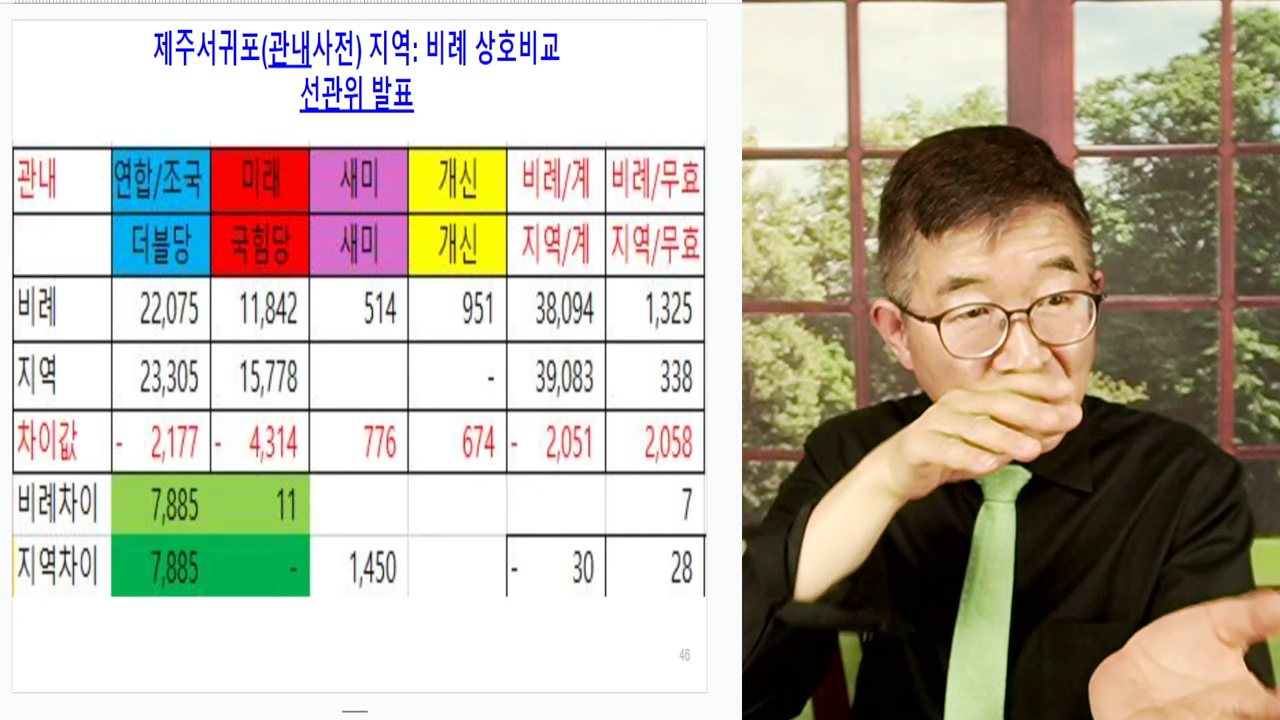 제주서귀포(관내사전) 지역: 비례 상호비교
선관위 발표
관내 연합/조국 미래 새미 개신 비례/계 비례/무효
더블당 국힘당 새미 개신 지역/계 지역/무효
비례 22,075 11,842 514 951 38,094 1,325
지역 23,305 15,778 - 39,083 338
차이값 - 2,177 - 4,314 776 674 - 2,051 2,058
비례차이 7,885 11 7
지역차이 7,885 - 1,450 - 30 28
46